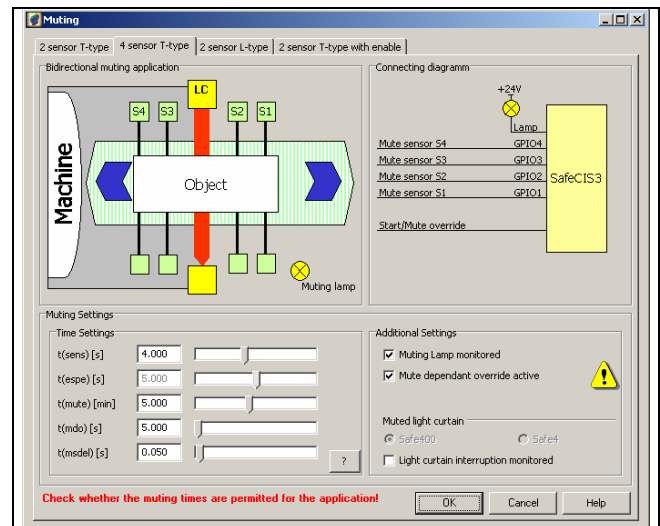 Muting
2 sensor T-type 4 sensor T-type 2 sensor L-type 2 sensor T-type with enable
Bidirectional muting application
LC
S4 S3 S2 S1
Machine
Object
Muting lamp
Connecting diagramm
+24V
Lamp
Mute sensor S4 GPIO4
Mute sensor S3 GPIO3
Mute sensor S2 GPIO2
Mute sensor S1 GPIO1
SafeCIS3
Start/Mute override
Muting Settings
Time Settings
t(sens) [s] 4.000
t(espe) [s] 5.000
t(mute) [min] 5.000
t(mdo) [s] 5.000
t(msdel) [s] 0.050
?
Additional Settings
Muting Lamp monitored
Mute dependant override active
!
Muted light curtain
Safe400 Safe4
Light curtain interruption monitored
Check whether the muting times are permitted for the application!
OK Cancel Help